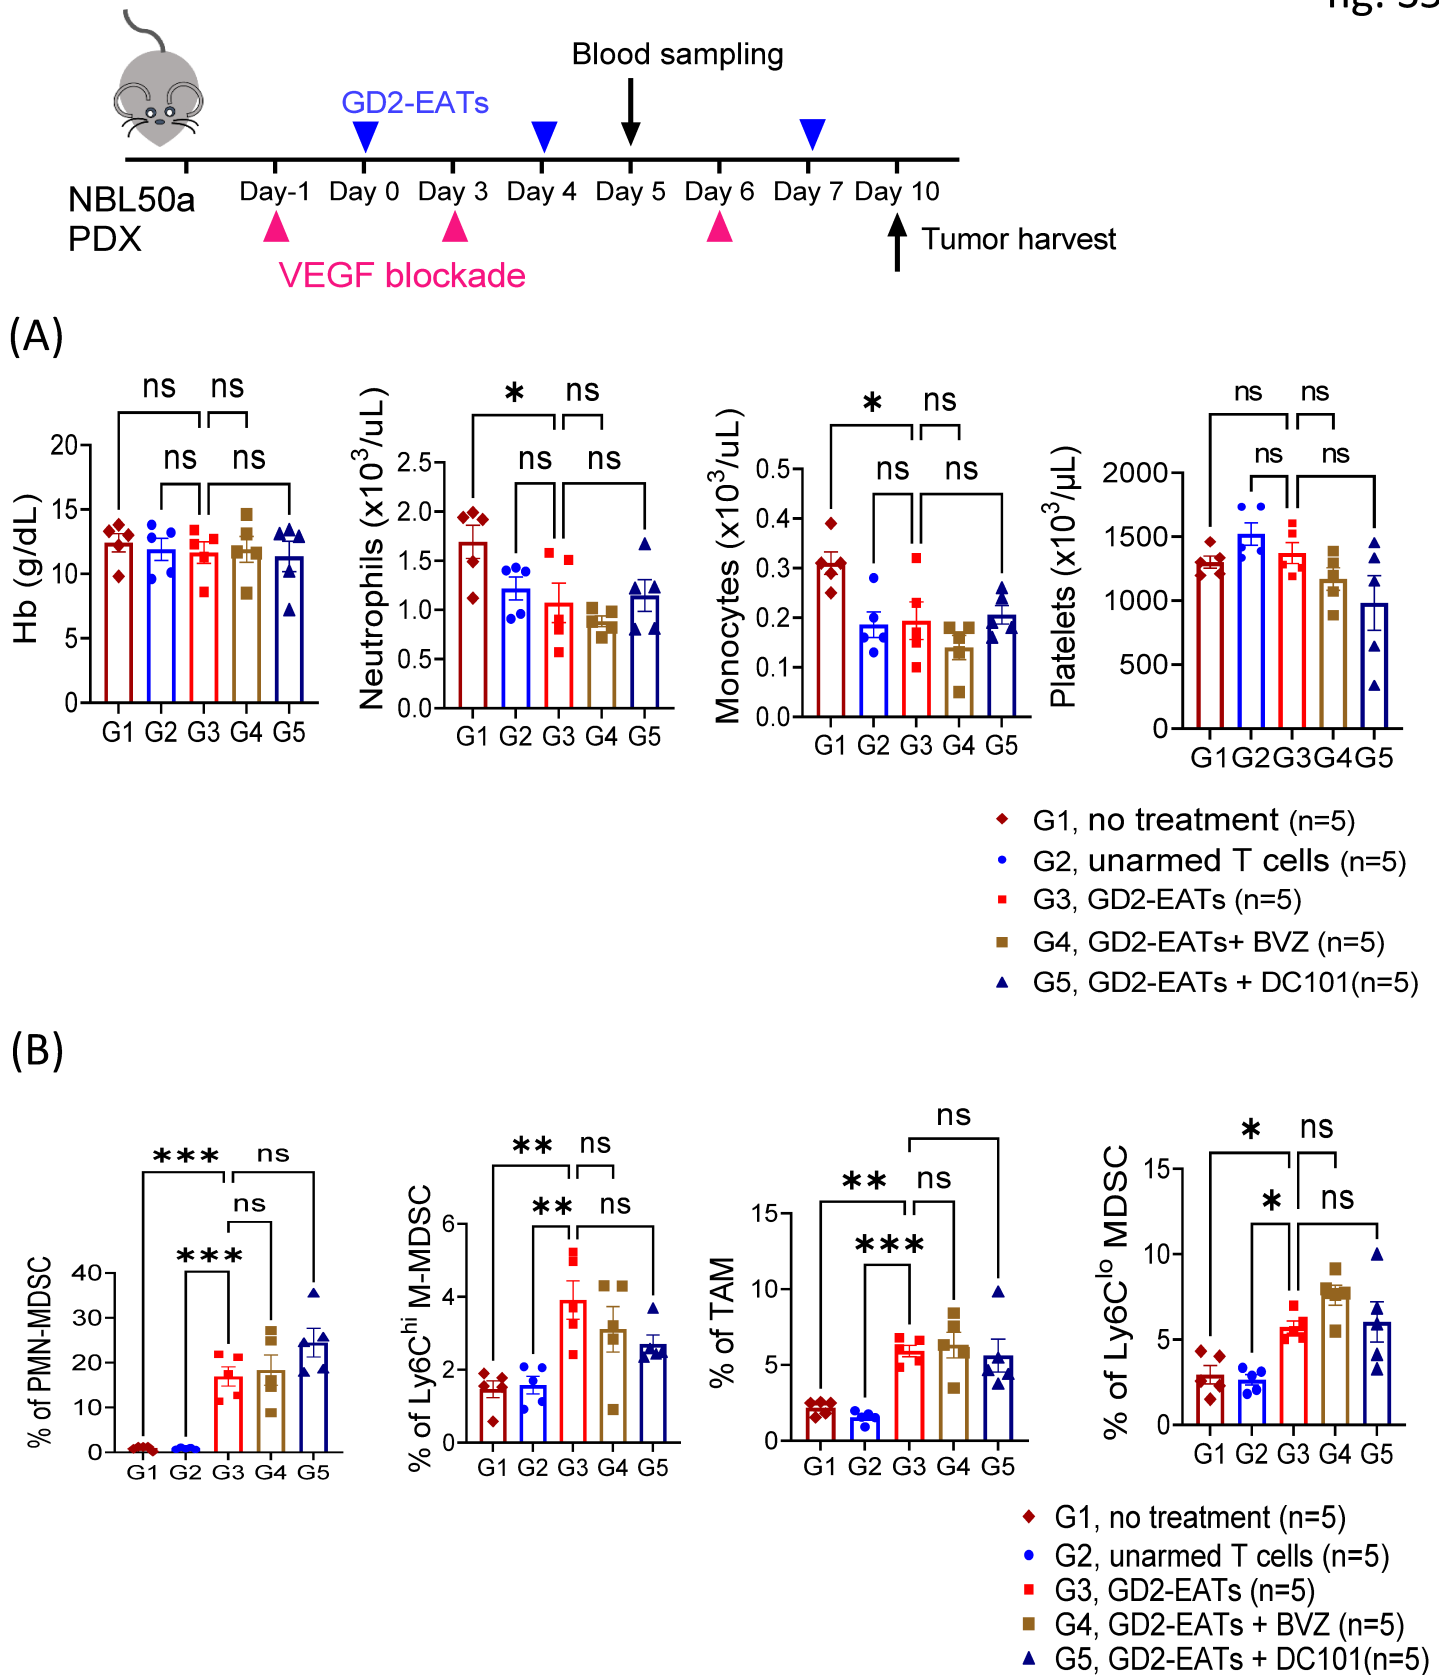 Blood sampling
GD2-EATs
Day-1 Day 0 Day 3 Day 4 Day 5 Day 6 Day 7 Day 10
NBL50a
PDX
VEGF blockade
Tumor harvest
(A)
ns ns
ns ns
Hb (g/dL)
20
15
10
5
0
G1 G2 G3 G4 G5
* ns
ns ns
Neutrophils (x10³/uL)
2.5
2.0
1.5
1.0
0.5
0.0
G1 G2 G3 G4 G5
* ns
ns ns
Monocytes (x10³/uL)
0.5
0.4
0.3
0.2
0.1
0.0
G1 G2 G3 G4 G5
ns ns
ns ns
Platelets (x10³/µL)
2000
1500
1000
500
0
G1 G2 G3 G4 G5
G1, no treatment (n=5)
G2, unarmed T cells (n=5)
G3, GD2-EATs (n=5)
G4, GD2-EATs+ BVZ (n=5)
G5, GD2-EATs + DC101(n=5)
(B)
*** ns
ns
***
% of PMN-MDSC
40
30
20
10
0
G1 G2 G3 G4 G5
** ns
** ns
% of Ly6Chi M-MDSC
6
4
2
0
G1 G2 G3 G4 G5
ns
** ns
***
% of TAM
15
10
5
0
G1 G2 G3 G4 G5
* ns
* ns
% of Ly6Clo MDSC
15
10
5
0
G1 G2 G3 G4 G5
G1, no treatment (n=5)
G2, unarmed T cells (n=5)
G3, GD2-EATs (n=5)
G4, GD2-EATs + BVZ (n=5)
G5, GD2-EATs + DC101(n=5)